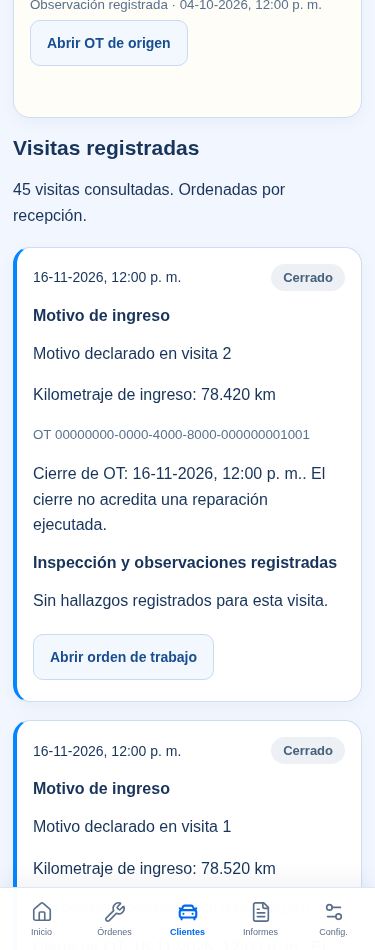 Observación registrada · 04-10-2026, 12:00 p. m.
Abrir OT de origen
Visitas registradas
45 visitas consultadas. Ordenadas por
recepción.
16-11-2026, 12:00 p. m.
Cerrado
Motivo de ingreso
Motivo declarado en visita 2
Kilometraje de ingreso: 78.420 km
OT 00000000-0000-4000-8000-000000001001
Cierre de OT: 16-11-2026, 12:00 p. m.. El
cierre no acredita una reparación
ejecutada.
Inspección y observaciones registradas
Sin hallazgos registrados para esta visita.
Abrir orden de trabajo
16-11-2026, 12:00 p. m.
Cerrado
Motivo de ingreso
Motivo declarado en visita 1
Kilometraje de ingreso: 78.520 km
Inicio
Órdenes
Clientes
Informes
Config.